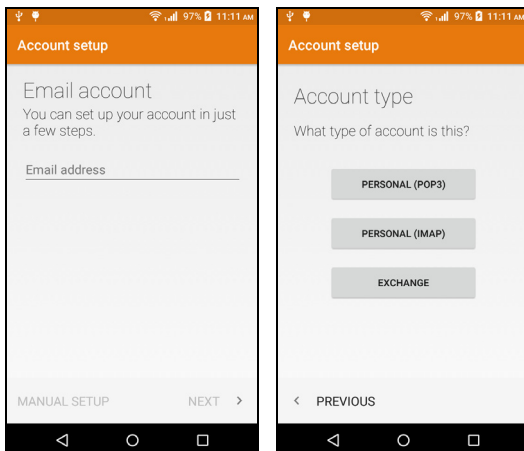 97% 11:11 AM
Account setup
Email account
You can set up your account in just
a few steps.
Email address
MANUAL SETUP NEXT
97% 11:11 AM
Account setup
Account type
What type of account is this?
PERSONAL (POP3)
PERSONAL (IMAP)
EXCHANGE
PREVIOUS